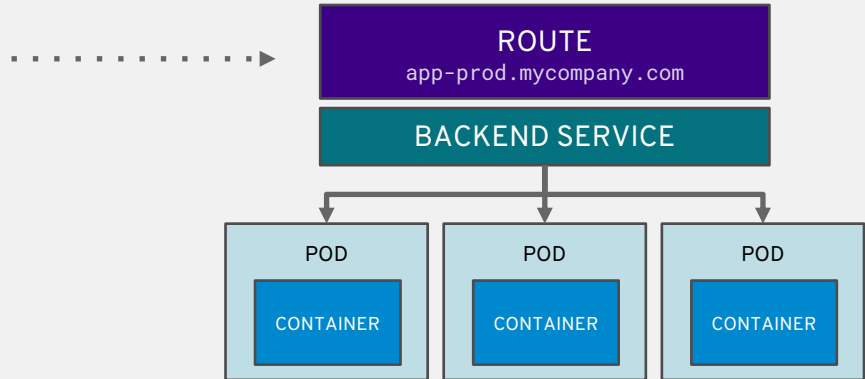 ROUTE
app-prod.mycompany.com
BACKEND SERVICE
POD
POD
POD
CONTAINER
CONTAINER
CONTAINER